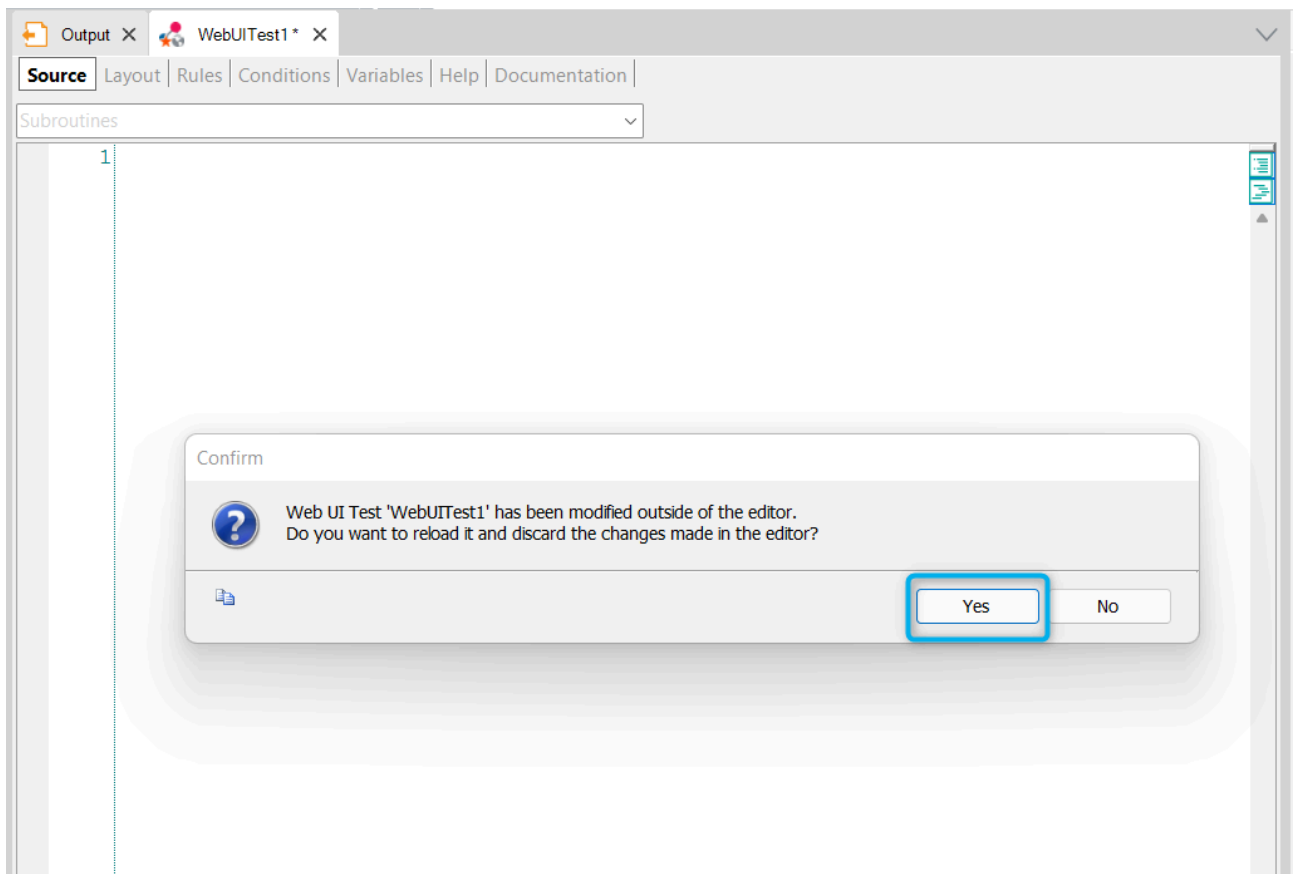 Output WebUITest1 *
Source Layout Rules Conditions Variables Help Documentation
Subroutines
1
Confirm
Web UI Test 'WebUITest1' has been modified outside of the editor.
Do you want to reload it and discard the changes made in the editor?
Yes No